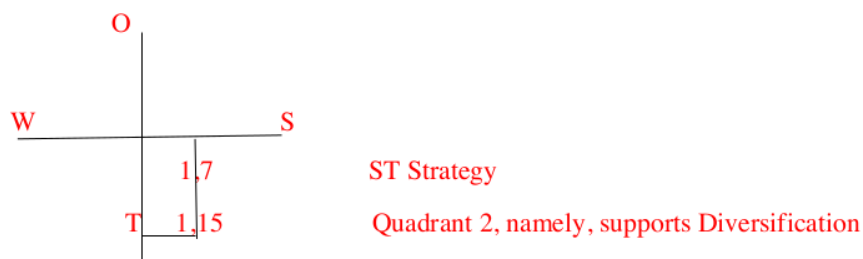 O
W S
1,7 ST Strategy
T 1,15 Quadrant 2, namely, supports Diversification